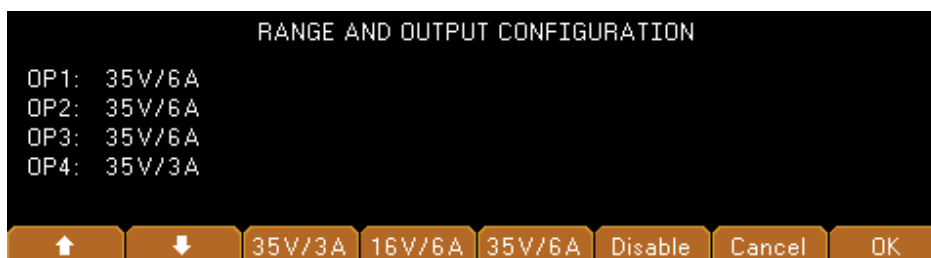 RANGE AND OUTPUT CONFIGURATION
OP1: 35V/6A
OP2: 35V/6A
OP3: 35V/6A
OP4: 35V/3A
35V/3A 16V/6A 35V/6A Disable Cancel OK